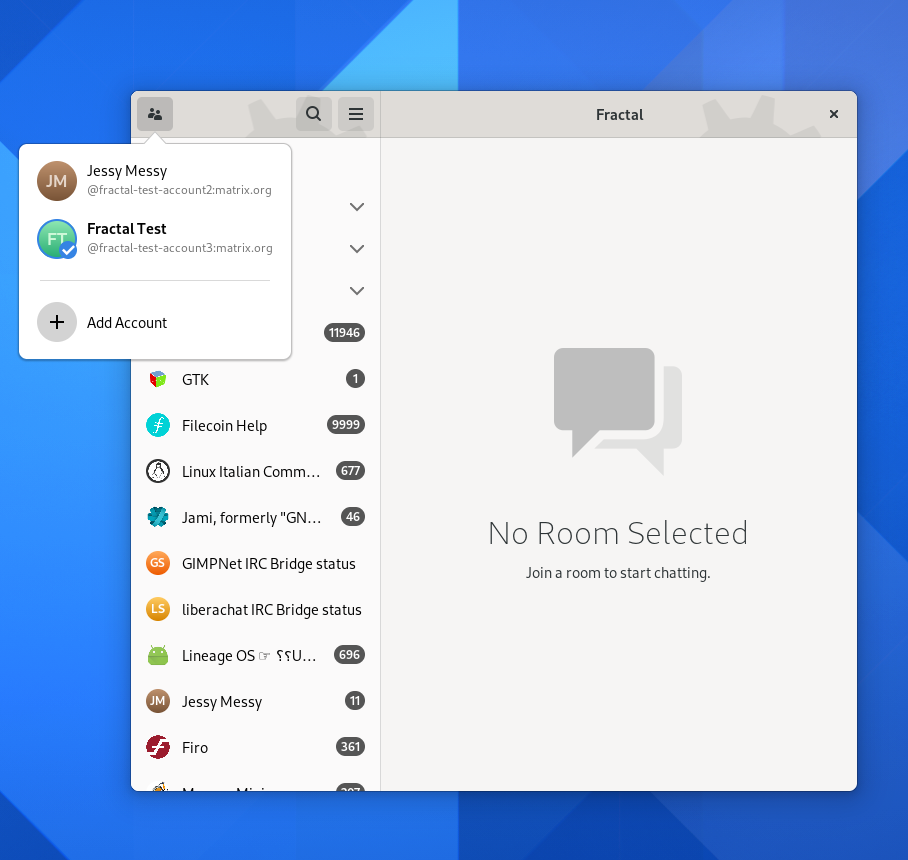 Fractal
JM
Jessy Messy
@fractal-test-account2:matrix.org
FT
Fractal Test
@fractal-test-account3:matrix.org
Add Account
11946
GTK 1
Filecoin Help 9999
Linux Italian Comm... 677
Jami, formerly "GN... 46
GS GIMPNet IRC Bridge status
LS liberachat IRC Bridge status
Lineage OS ☞ ؟؟U... 696
JM Jessy Messy 11
Firo 361
No Room Selected
Join a room to start chatting.